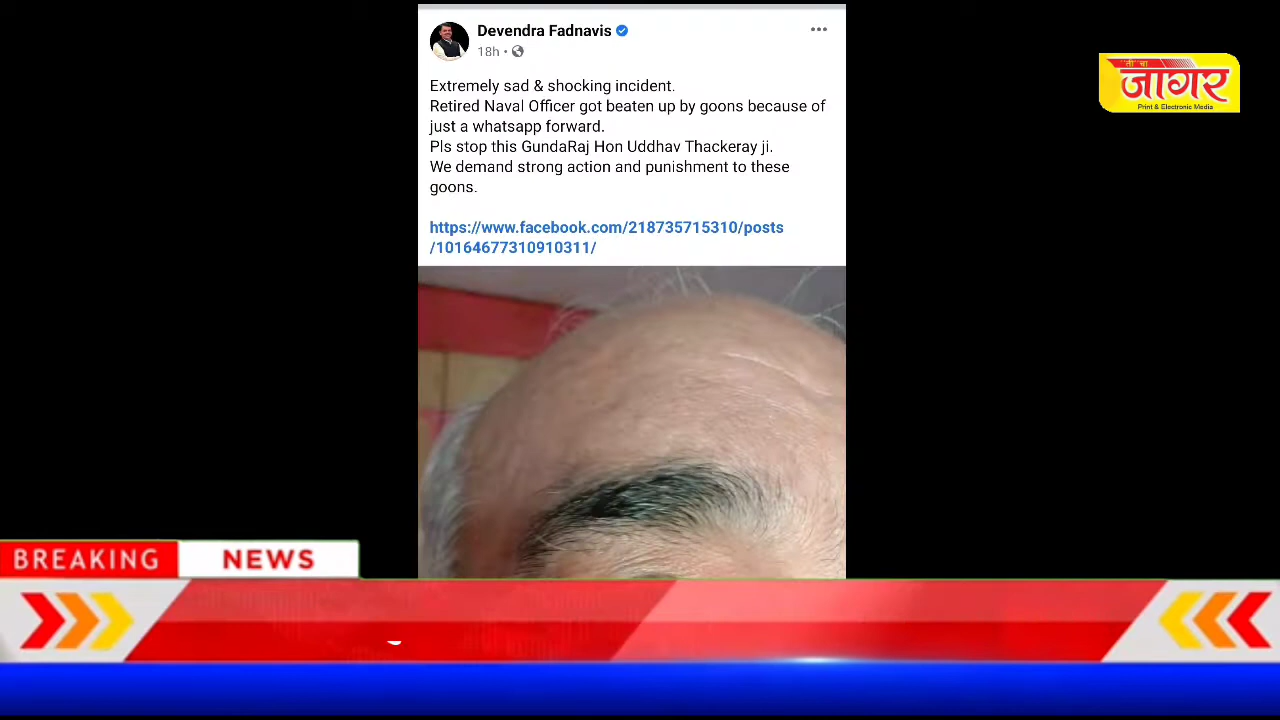 Devendra Fadnavis
18h
Extremely sad & shocking incident.
Retired Naval Officer got beaten up by goons because of
just a whatsapp forward.
Pls stop this GundaRaj Hon Uddhav Thackeray ji.
We demand strong action and punishment to these
goons.
https://www.facebook.com/218735715310/posts
/10164677310910311/
ती चा
जागर
Print & Electronic Media
BREAKING NEWS